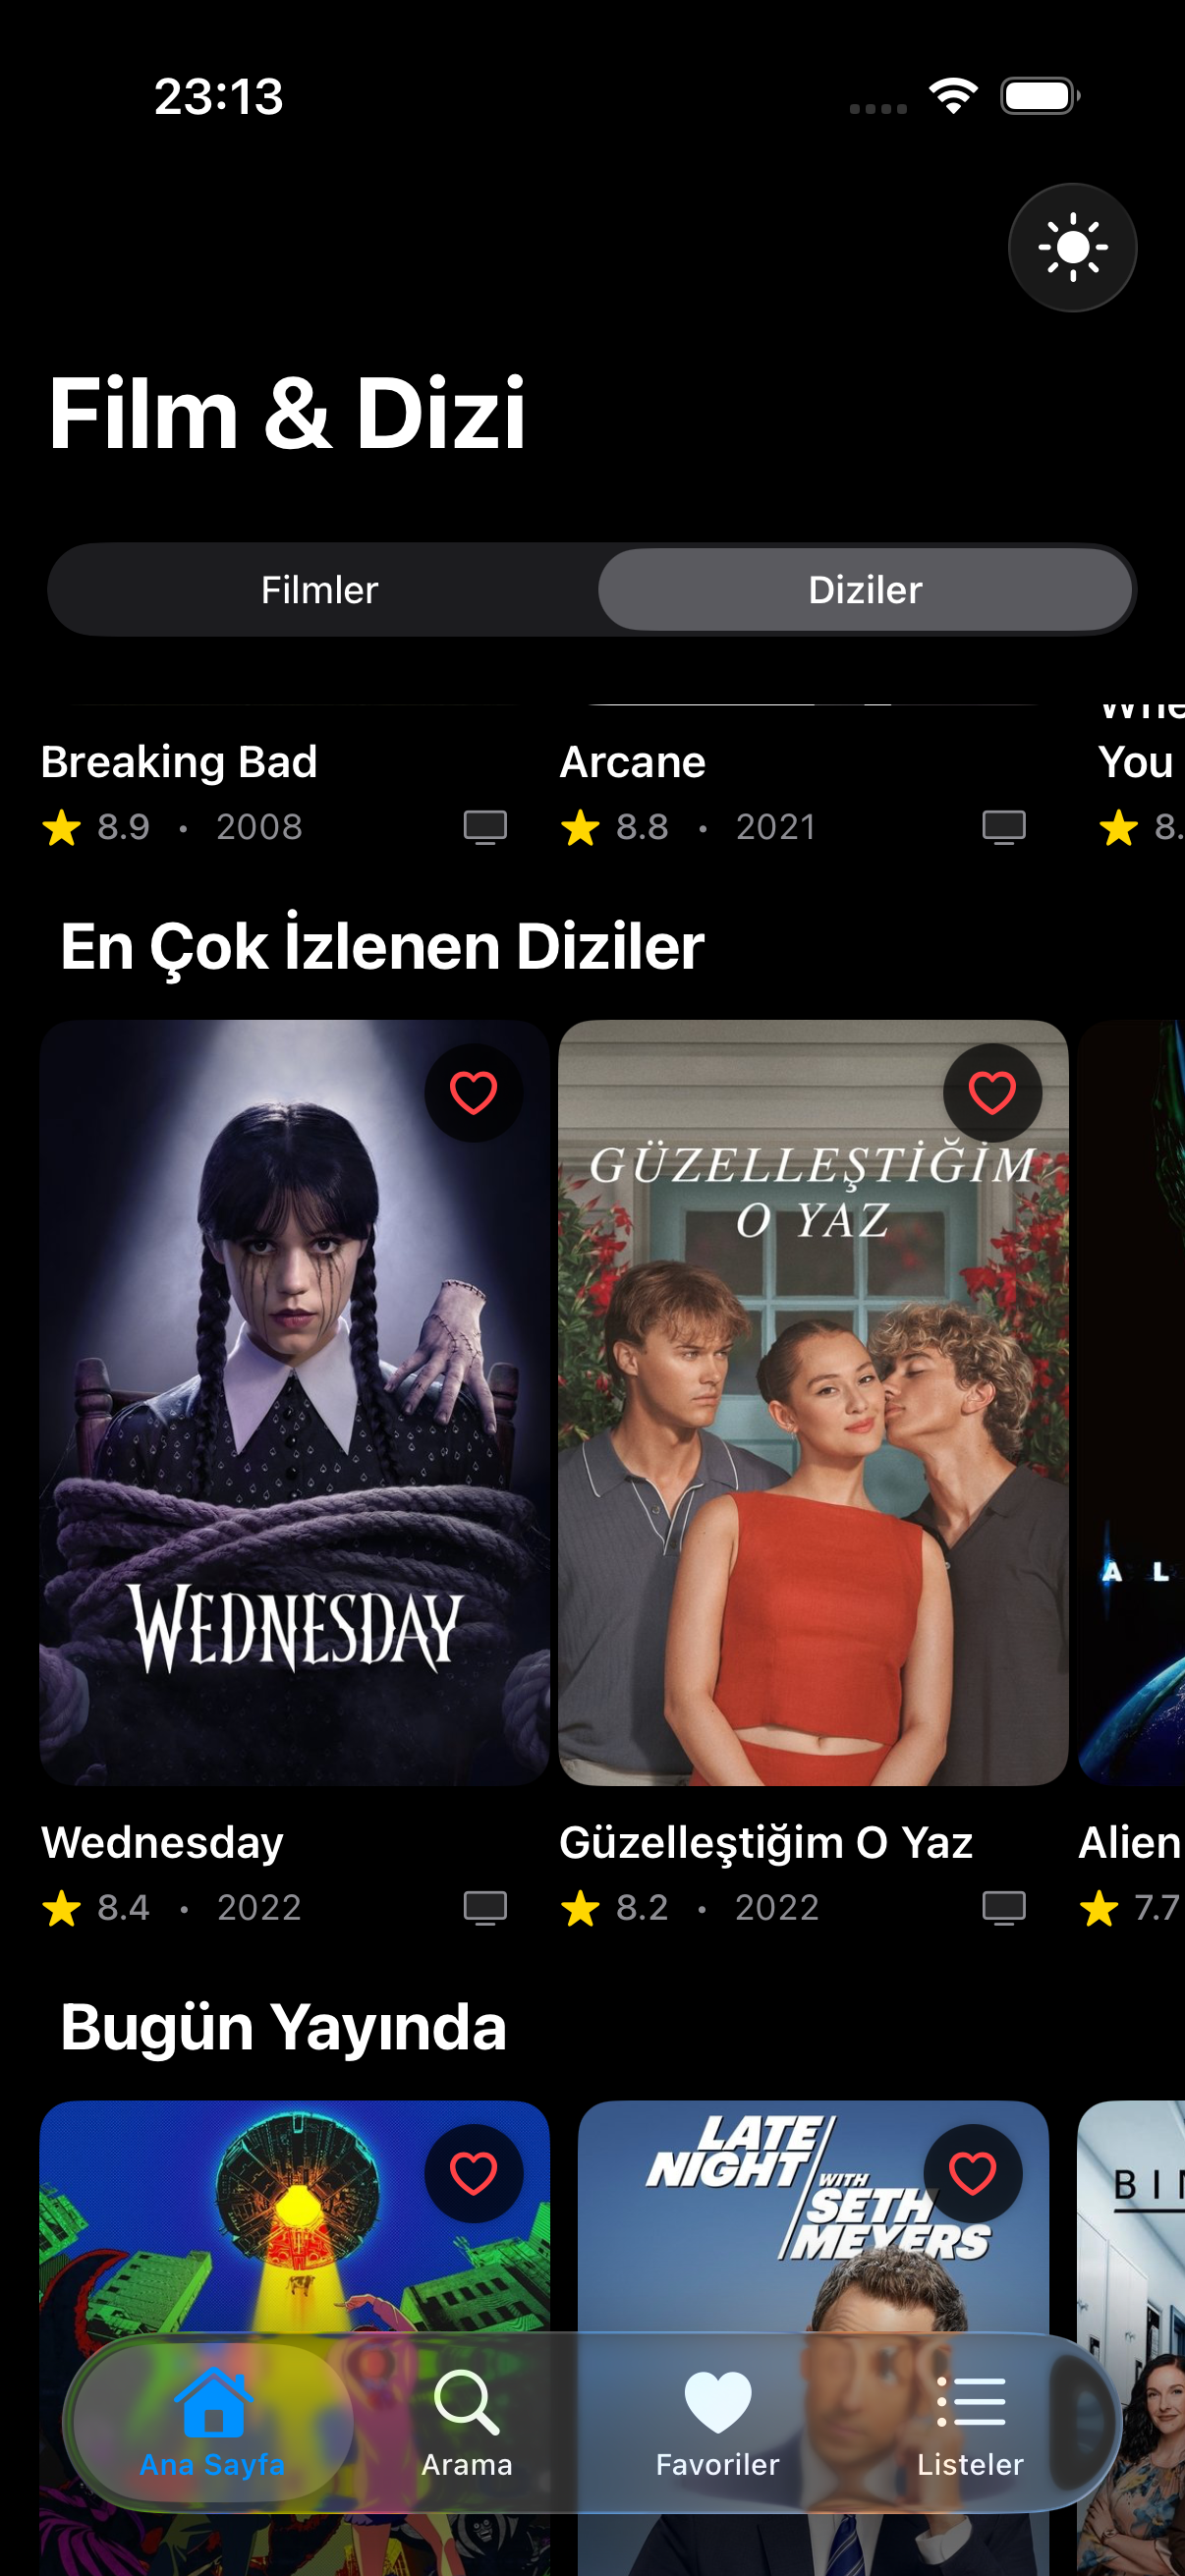 23:13
Film & Dizi
Filmler
Diziler
Breaking Bad
8.9 • 2008
Arcane
8.8 • 2021
You
8.
En Çok İzlenen Diziler
WEDNESDAY
GÜZELLEŞTİĞİM
O YAZ
A L
Wednesday
8.4 • 2022
Güzelleştiğim O Yaz
8.2 • 2022
Alien
7.7
Bugün Yayında
LATE
NIGHT
WITH
SETH
MEYERS
BI
Ana Sayfa
Arama
Favoriler
Listeler